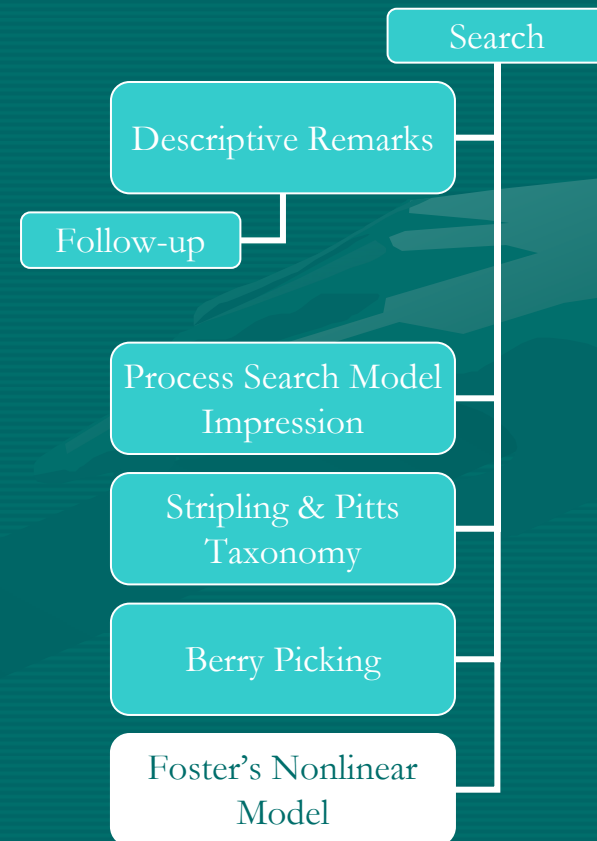 Search
Descriptive Remarks
Follow-up
Process Search Model
Impression
Stripling & Pitts
Taxonomy
Berry Picking
Foster’s Nonlinear
Model